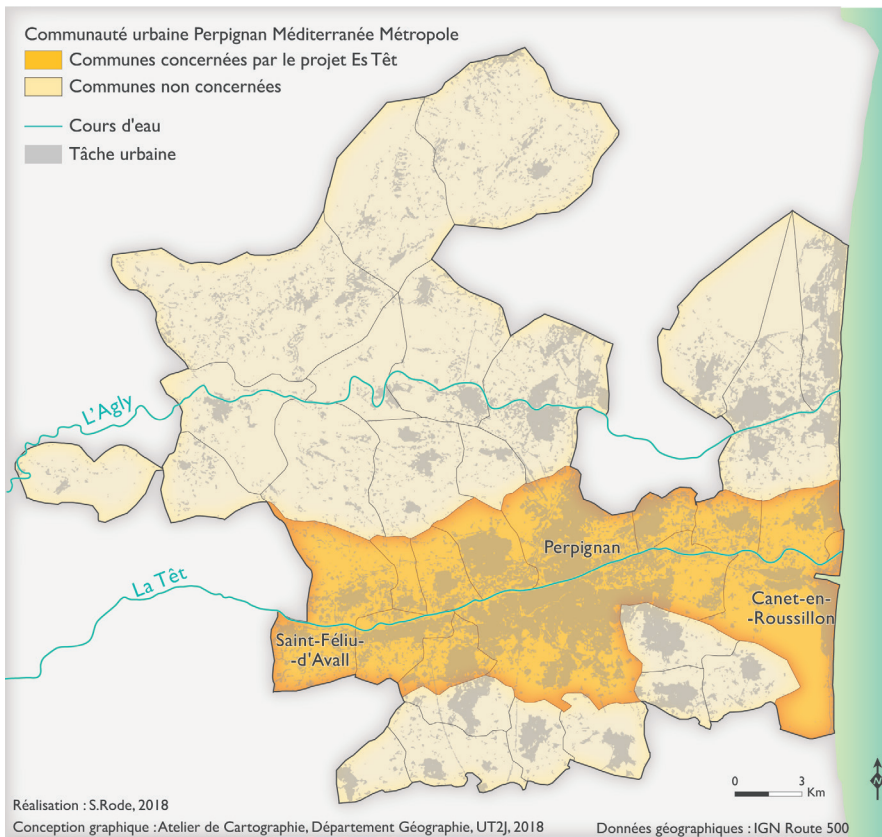 Communauté urbaine Perpignan Méditerranée Métropole
Communes concernées par le projet Es Têt
Communes non concernées
Cours d'eau
Tâche urbaine
L'Agly
La Têt
Perpignan
Canet-en-
-Roussillon
Saint-Féliu-
-d'Avall
0 3
Km
N
Réalisation : S.Rode, 2018
Conception graphique : Atelier de Cartographie, Département Géographie, UT2J, 2018
Données géographiques : IGN Route 500